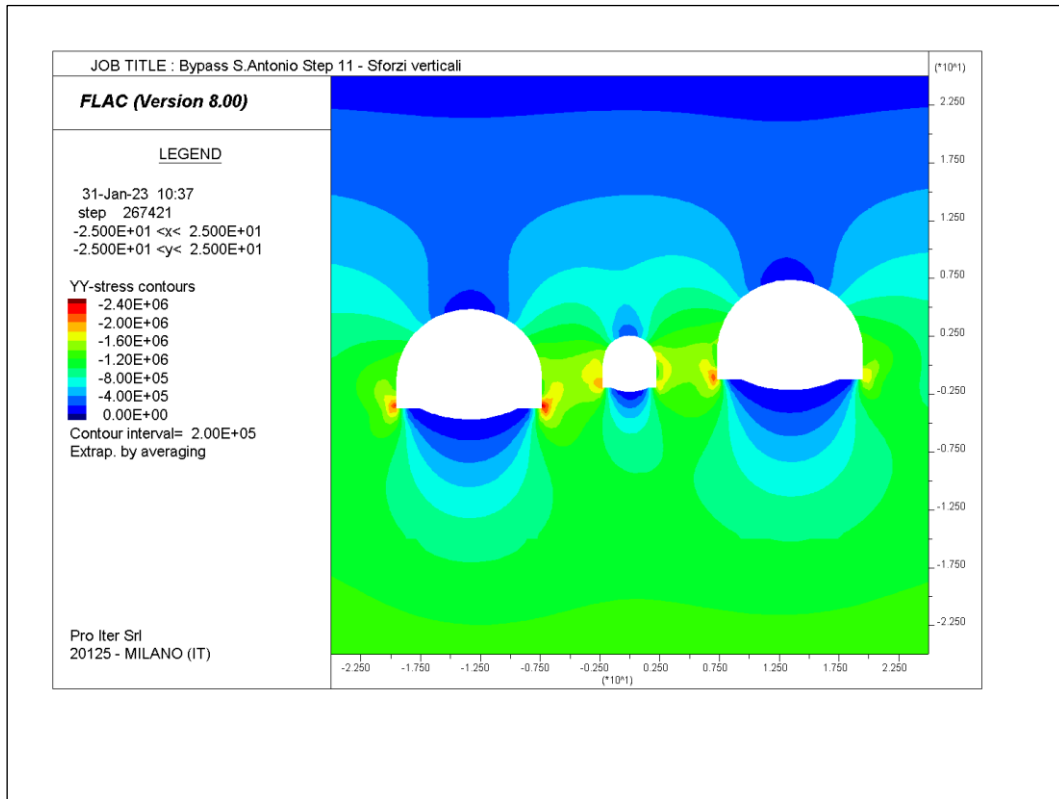 JOB TITLE : Bypass S.Antonio Step 11 - Sforzi verticali
(*10^1)
FLAC (Version 8.00)
LEGEND
31-Jan-23 10:37
step 267421
-2.500E+01 <x< 2.500E+01
-2.500E+01 <y< 2.500E+01
YY-stress contours
-2.40E+06
-2.00E+06
-1.60E+06
-1.20E+06
-8.00E+05
-4.00E+05
0.00E+00
Contour interval= 2.00E+05
Extrap. by averaging
Pro Iter Srl
20125 - MILANO (IT)
2.250
1.750
1.250
0.750
0.250
-0.250
-0.750
-1.250
-1.750
-2.250
-2.250 -1.750 -1.250 -0.750 -0.250 0.250 0.750 1.250 1.750 2.250
(*10^1)